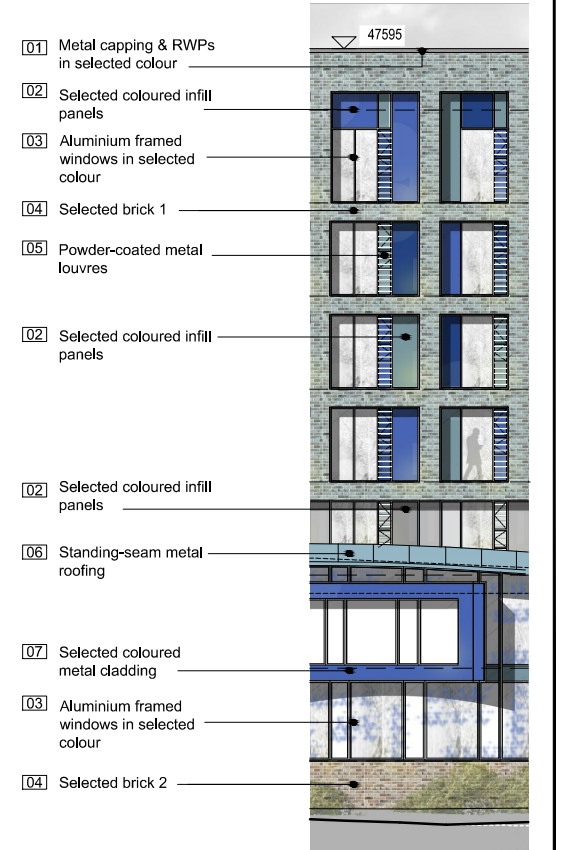 47595
01 Metal capping & RWPs
in selected colour
02 Selected coloured infill
panels
03 Aluminium framed
windows in selected
colour
04 Selected brick 1
05 Powder-coated metal
louvres
02 Selected coloured infill
panels
02 Selected coloured infill
panels
06 Standing-seam metal
roofing
07 Selected coloured
metal cladding
03 Aluminium framed
windows in selected
colour
04 Selected brick 2